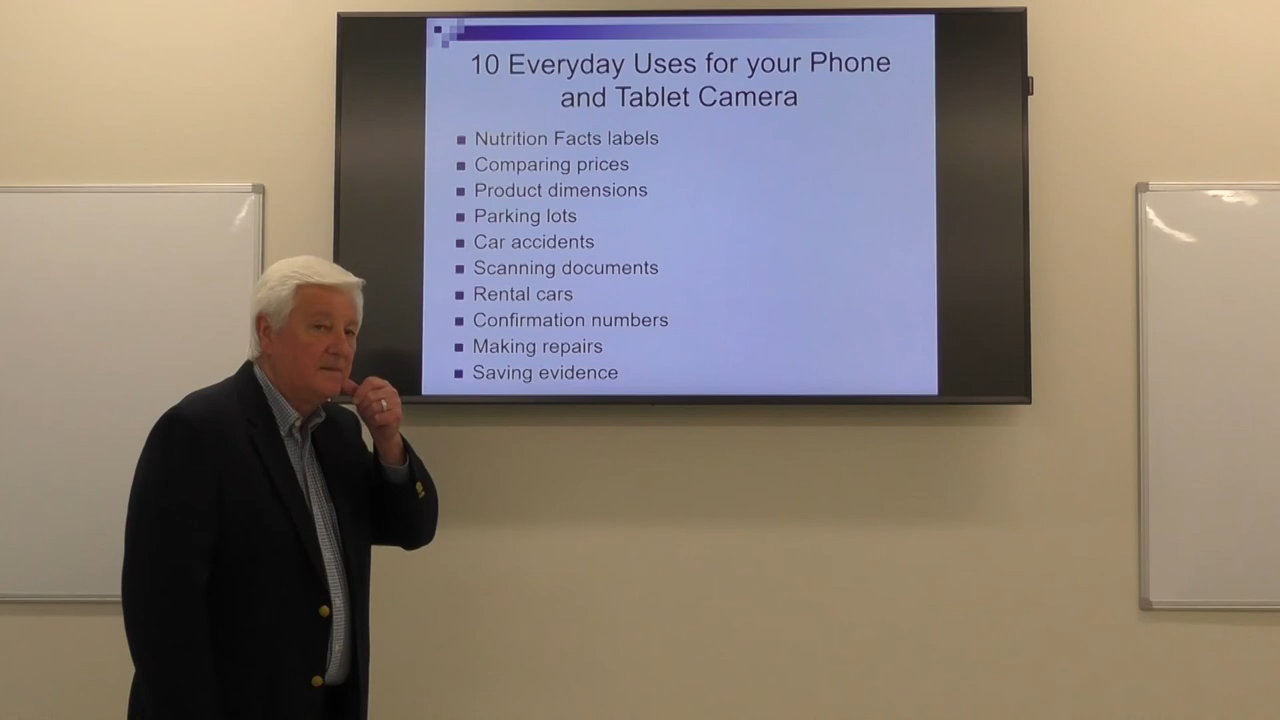 10 Everyday Uses for your Phone
and Tablet Camera
Nutrition Facts labels
Comparing prices
Product dimensions
Parking lots
Car accidents
Scanning documents
Rental cars
Confirmation numbers
Making repairs
Saving evidence